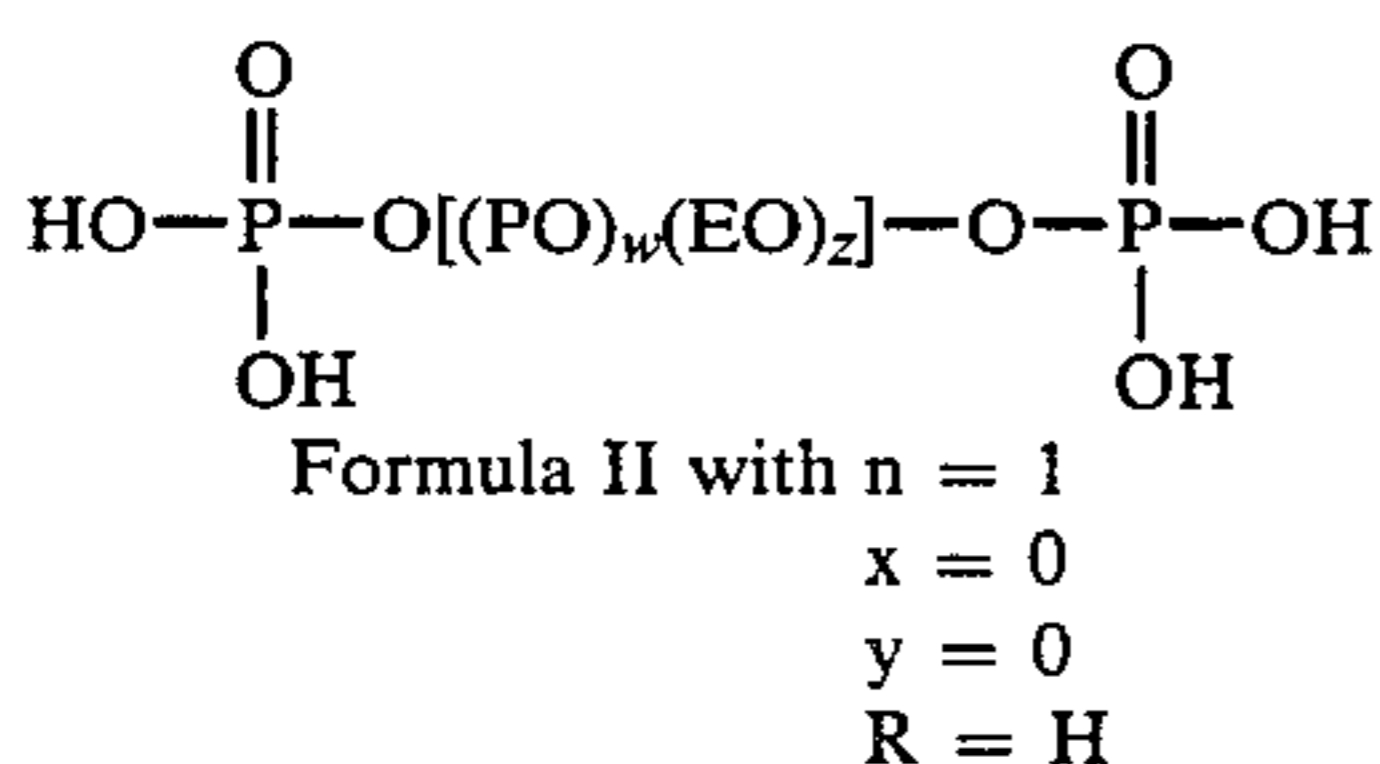 O O
HO—P—O[(PO)w(EO)z]—O—P—OH
OH OH
Formula II with n = 1
x = 0
y = 0
R = H